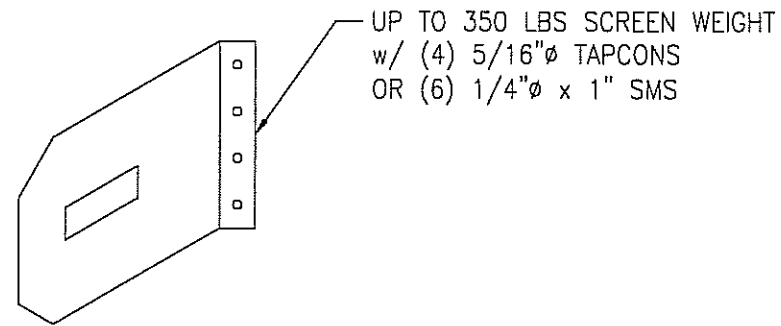 UP TO 350 LBS SCREEN WEIGHT
w/ (4) 5/16"ø TAPCONS
OR (6) 1/4"ø x 1" SMS